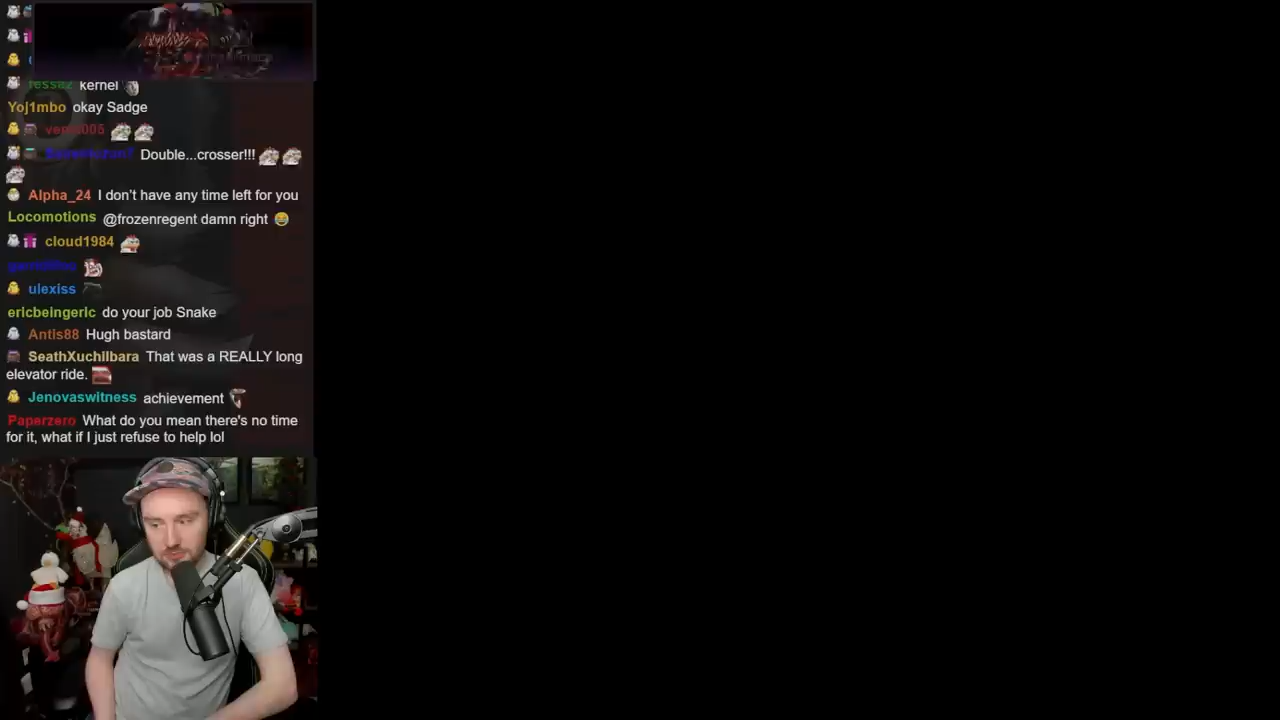 kernel
Yoj1mbo okay Sadge
Double...crosser!!!
Alpha_24 I don't have any time left for you
Locomotions @frozenregent damn right
cloud1984
ulexiss
ericbeingeric do your job Snake
Antis88 Hugh bastard
SeathXuchilbara That was a REALLY long
elevator ride.
Jenovaswitness achievement
Paperzero What do you mean there's no time
for it, what if I just refuse to help lol